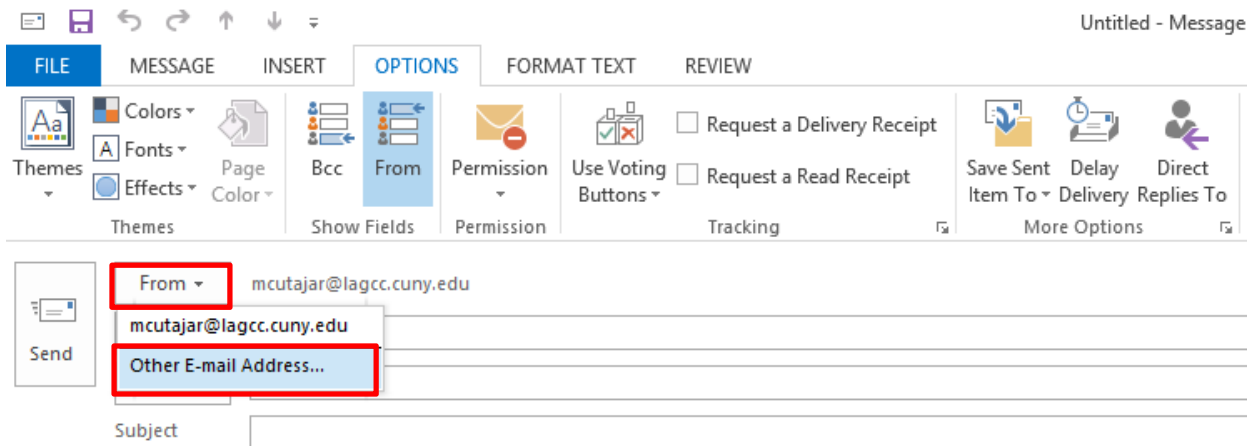 Untitled - Message
FILE MESSAGE INSERT OPTIONS FORMAT TEXT REVIEW
Aa
Themes
Colors
A Fonts
Effects
Page
Color
Themes
Bcc
From
Show Fields
Permission
Permission
Use Voting
Buttons
Request a Delivery Receipt
Request a Read Receipt
Tracking
Save Sent
Item To
Delay
Delivery
Direct
Replies To
More Options
Send
From
mcutajar@lagcc.cuny.edu
mcutajar@lagcc.cuny.edu
Other E-mail Address...
Subject